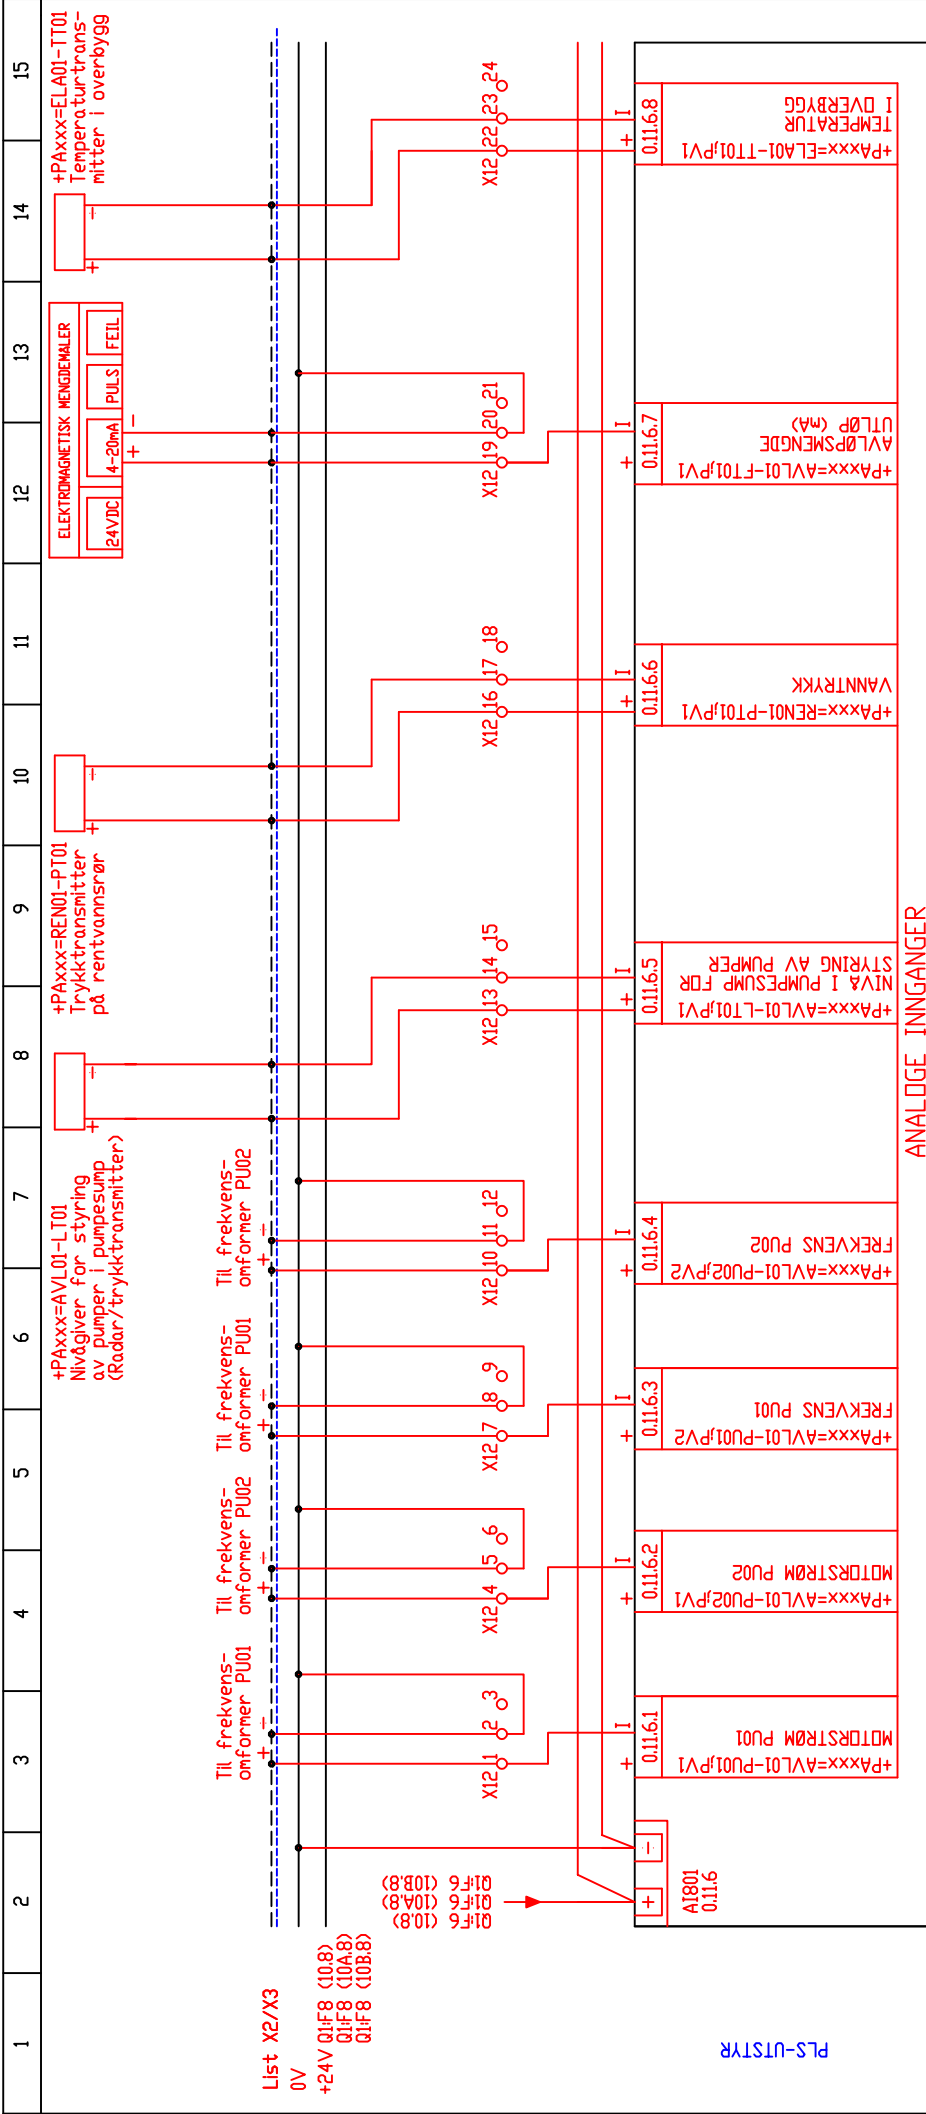 1
2
3
4
5
6
7
8
9
10
11
12
13
14
15
+PAxxx=AVL01-LT01
Nivågiver for styring
av pumper i pumpesump
(Radar/trykktransmitter)
+ -
+PAxxx=REN01-PT01
Trykktransmitter
på rentvannsrør
+ -
ELEKTROMAGNETISK MENGDEMÅLER
24VDC 4-20mA PULS FEIL
+ -
+PAxxx=ELA01-TT01
Temperaturtrans-
mitter i overbygg
+ -
Til frekvens-
omformer PU01
+ -
Til frekvens-
omformer PU02
+ -
Til frekvens-
omformer PU01
+ -
Til frekvens-
omformer PU02
+ -
List X2/X3
0V
+24V Q1:F8 (10.8)
Q1:F8 (10A.8)
Q1:F8 (10B.8)
Q1:F6 (10.8)
Q1:F6 (10A.8)
Q1:F6 (10B.8)
X12 1 2 3
X12 4 5 6
X12 7 8 9
X12 10 11 12
X12 13 14 15
X12 16 17 18
X12 19 20 21
X12 22 23 24
+ -
AI801
0.11.6
+ I
0.11.6.1
+PAxxx=AVL01-PU01;PV1
MOTORSTRØM PU01
+ I
0.11.6.2
+PAxxx=AVL01-PU02;PV1
MOTORSTRØM PU02
+ I
0.11.6.3
+PAxxx=AVL01-PU01;PV2
FREKVENS PU01
+ I
0.11.6.4
+PAxxx=AVL01-PU02;PV2
FREKVENS PU02
+ I
0.11.6.5
+PAxxx=AVL01-LT01;PV1
NIVÅ I PUMPESUMP FOR
STYRING AV PUMPER
+ I
0.11.6.6
+PAxxx=REN01-PT01;PV1
VANNTRYKK
+ I
0.11.6.7
+PAxxx=AVL01-FT01;PV1
AVLØPSMENGDE
UTLØP (mA)
+ I
0.11.6.8
+PAxxx=ELA01-TT01;PV1
TEMPERATUR
I OVERBYGG
PLS-UTSTYR
ANALOGE INNGANGER